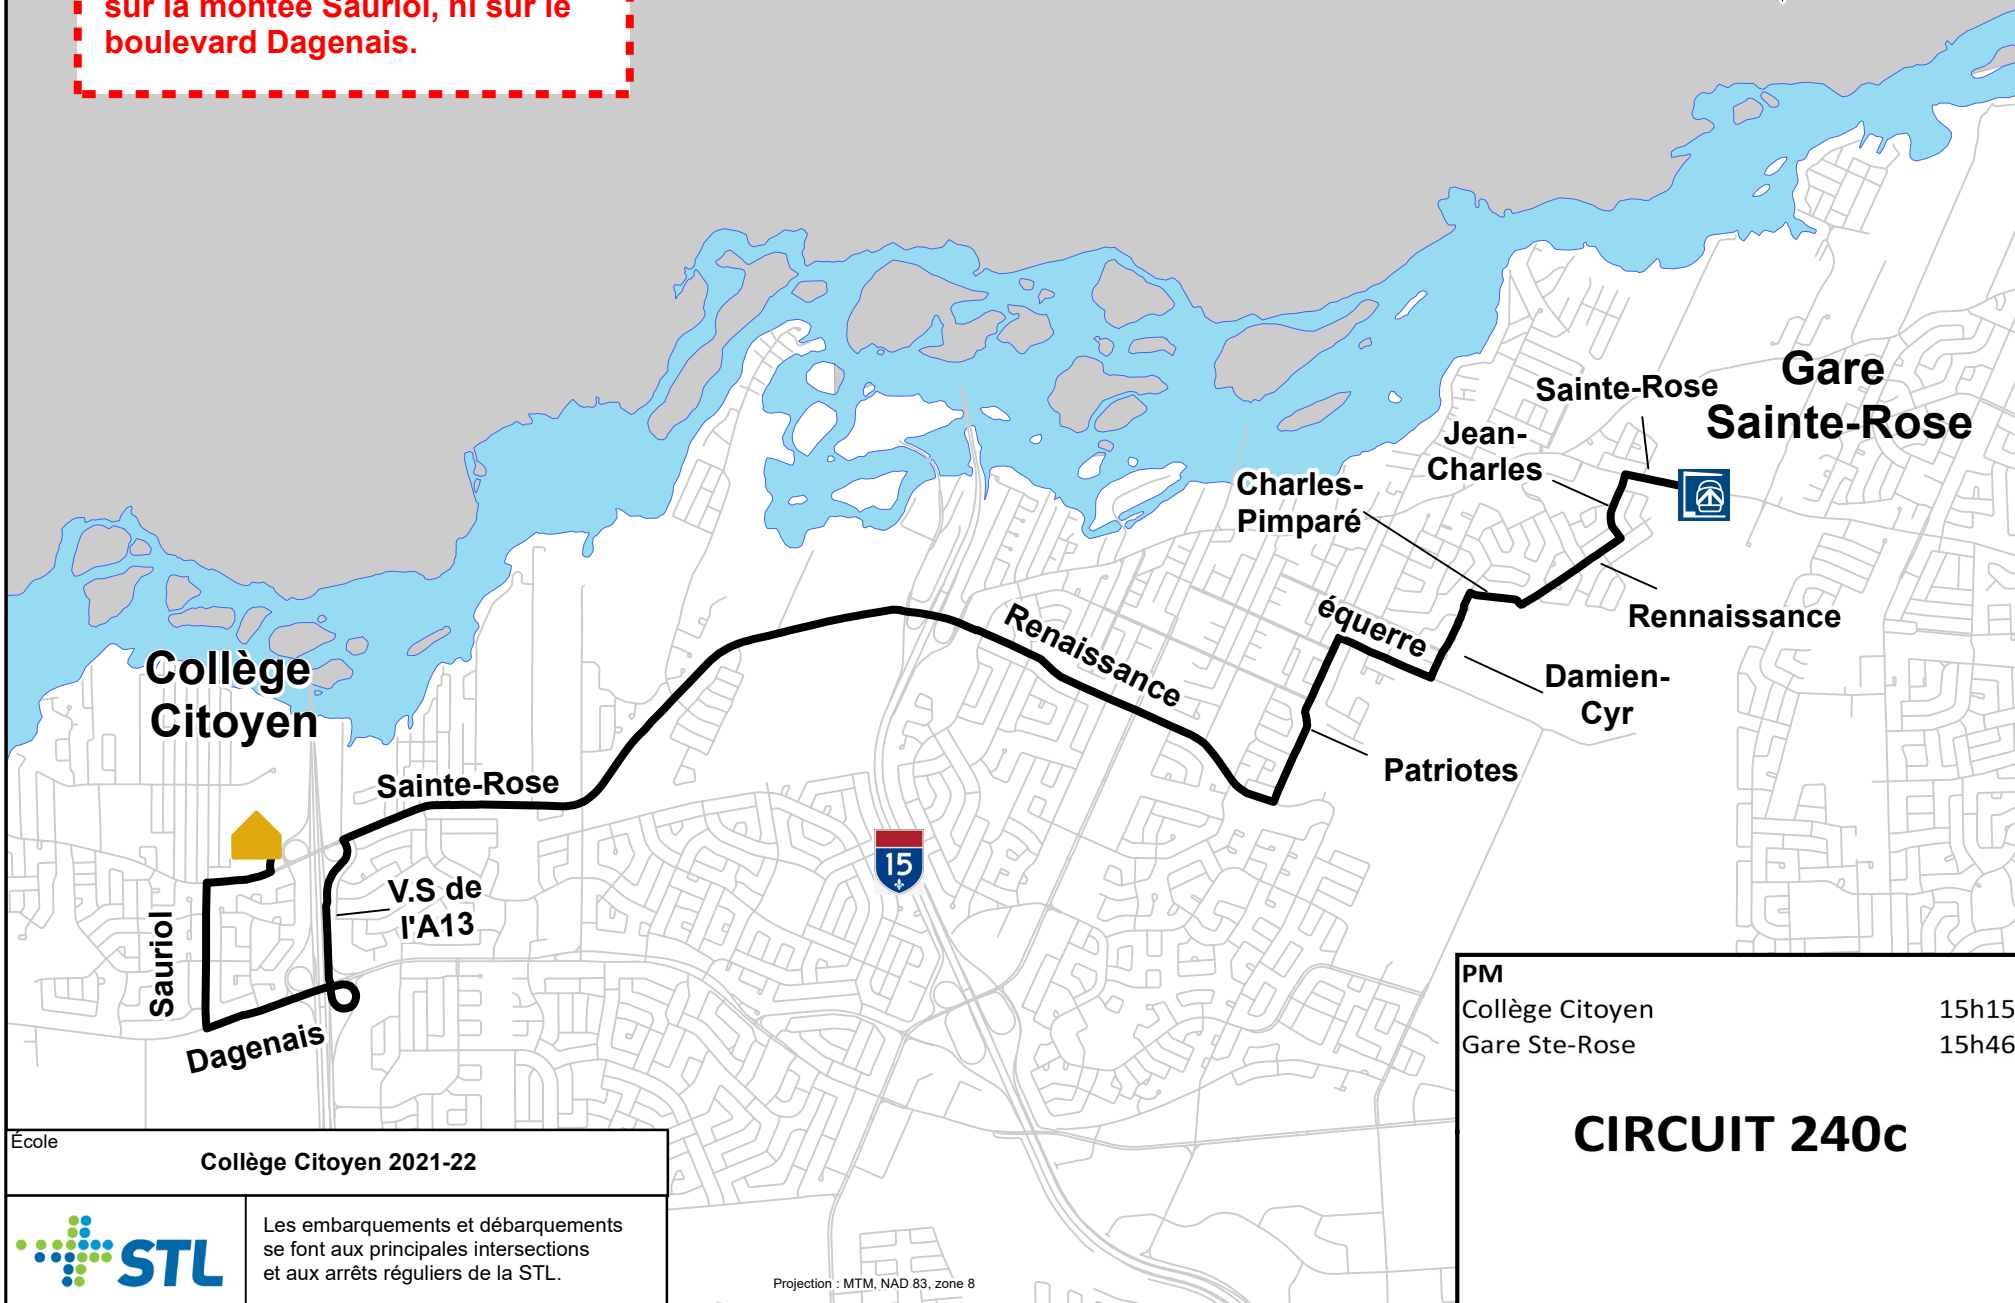 sur la montée Sauriol, ni sur le
boulevard Dagenais.
Gare
Sainte-Rose
Sainte-Rose
Jean-
Charles
Charles-
Pimparé
équerre
Rennaissance
Renaissance
Damien-
Cyr
Patriotes
Collège
Citoyen
Sainte-Rose
15
V.S de
l'A13
Sauriol
Dagenais
PM
Collège Citoyen 15h15
Gare Ste-Rose 15h46
CIRCUIT 240c
École
Collège Citoyen 2021-22
STL
Les embarquements et débarquements
se font aux principales intersections
et aux arrêts réguliers de la STL.
Projection : MTM, NAD 83, zone 8